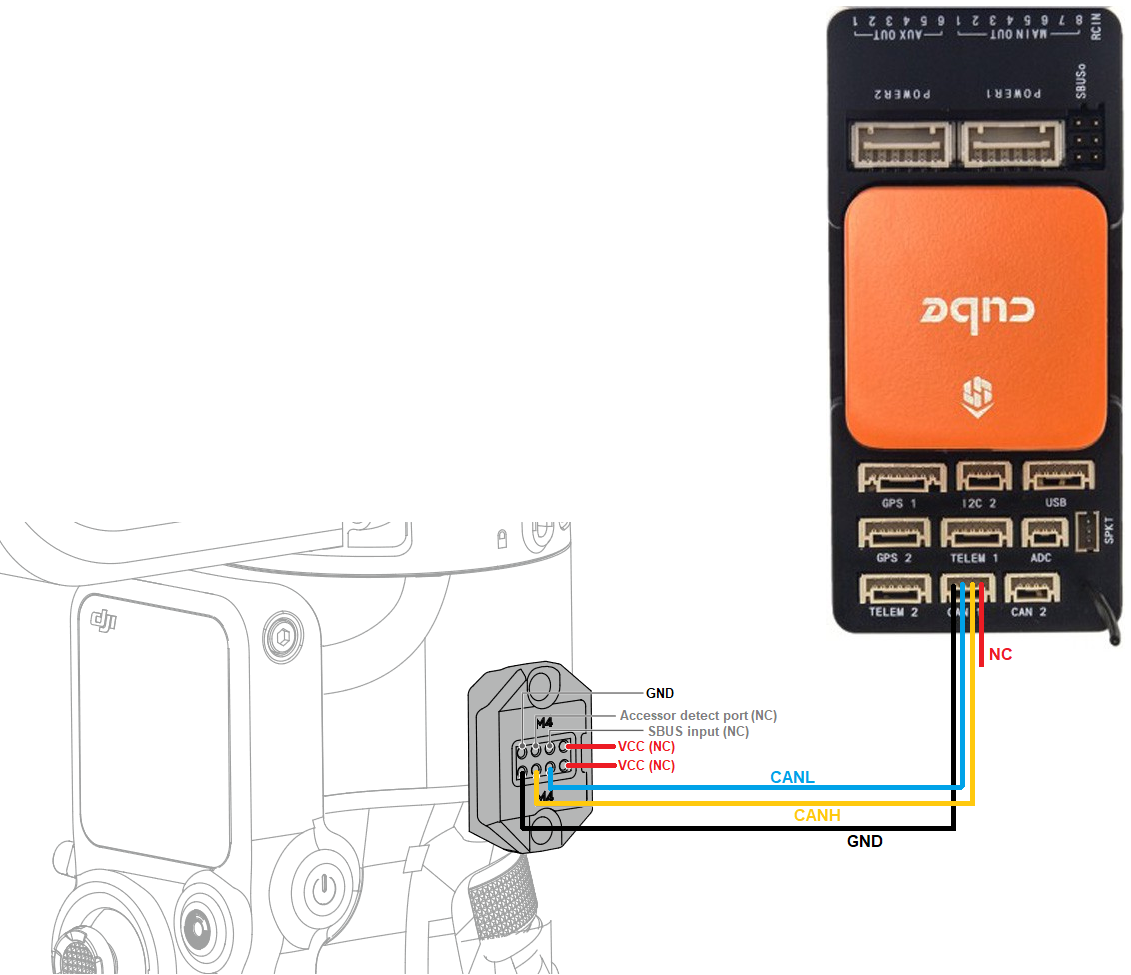 1 2 3 4 5 6 1 2 3 4 5 6 7 8
AUX OUT MAIN OUT
RCIN
SBUSo
POWER2 POWER1
cube
GPS 1 I2C 2 USB
GPS 2 TELEM 1 ADC
SPKT
TELEM 2 CAN 1 CAN 2
NC
dji
GND
Accessor detect port (NC)
M4
SBUS input (NC)
VCC (NC)
VCC (NC)
CANL
M4
CANH
GND